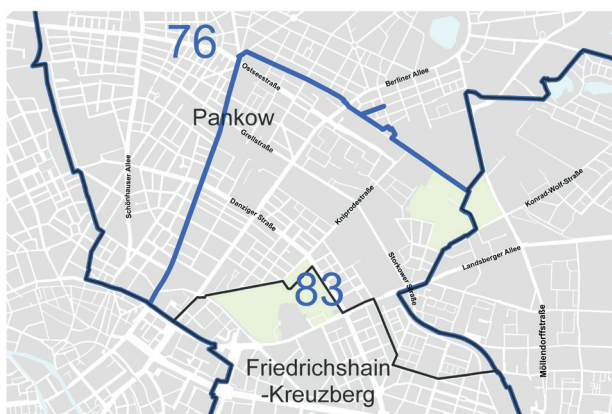 76
Ostseestraße
Berliner Allee
Pankow
Grellstraße
Schönhauser Allee
Kniprodestraße
Konrad-Wolf-Straße
Danziger Straße
Storkower Straße
Landsberger Allee
83
Möllendorffstraße
Friedrichshain
-Kreuzberg